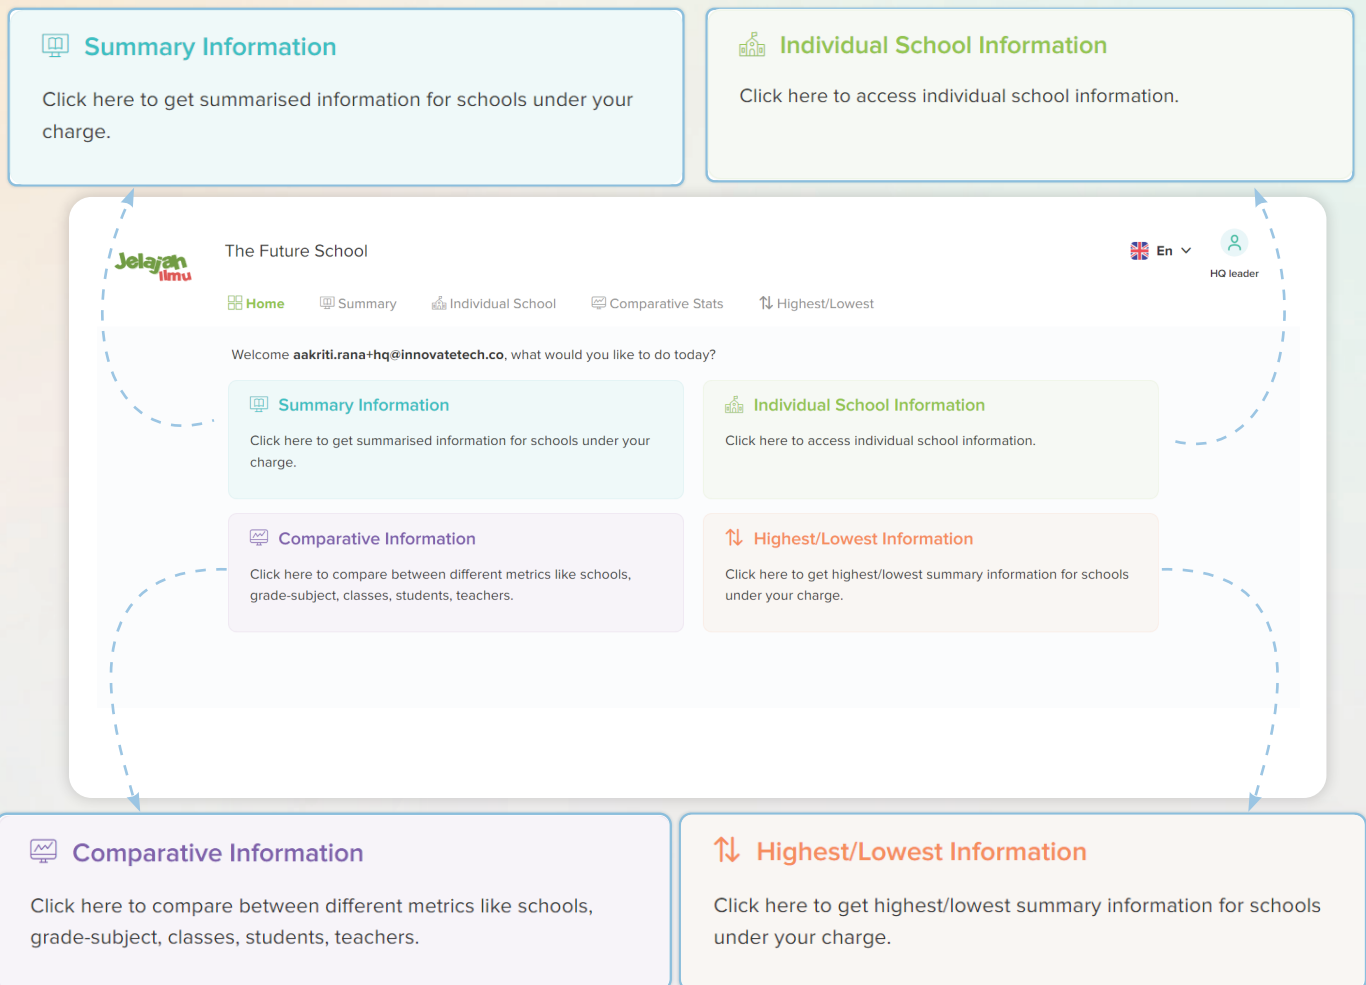 Summary Information
Click here to get summarised information for schools under your
charge.
Individual School Information
Click here to access individual school information.
Jelajah
Ilmu
The Future School
En
HQ leader
Home
Summary
Individual School
Comparative Stats
Highest/Lowest
Welcome aakriti.rana+hq@innovatetech.co, what would you like to do today?
Summary Information
Click here to get summarised information for schools under your
charge.
Individual School Information
Click here to access individual school information.
Comparative Information
Click here to compare between different metrics like schools,
grade-subject, classes, students, teachers.
Highest/Lowest Information
Click here to get highest/lowest summary information for schools
under your charge.
Comparative Information
Click here to compare between different metrics like schools,
grade-subject, classes, students, teachers.
Highest/Lowest Information
Click here to get highest/lowest summary information for schools
under your charge.